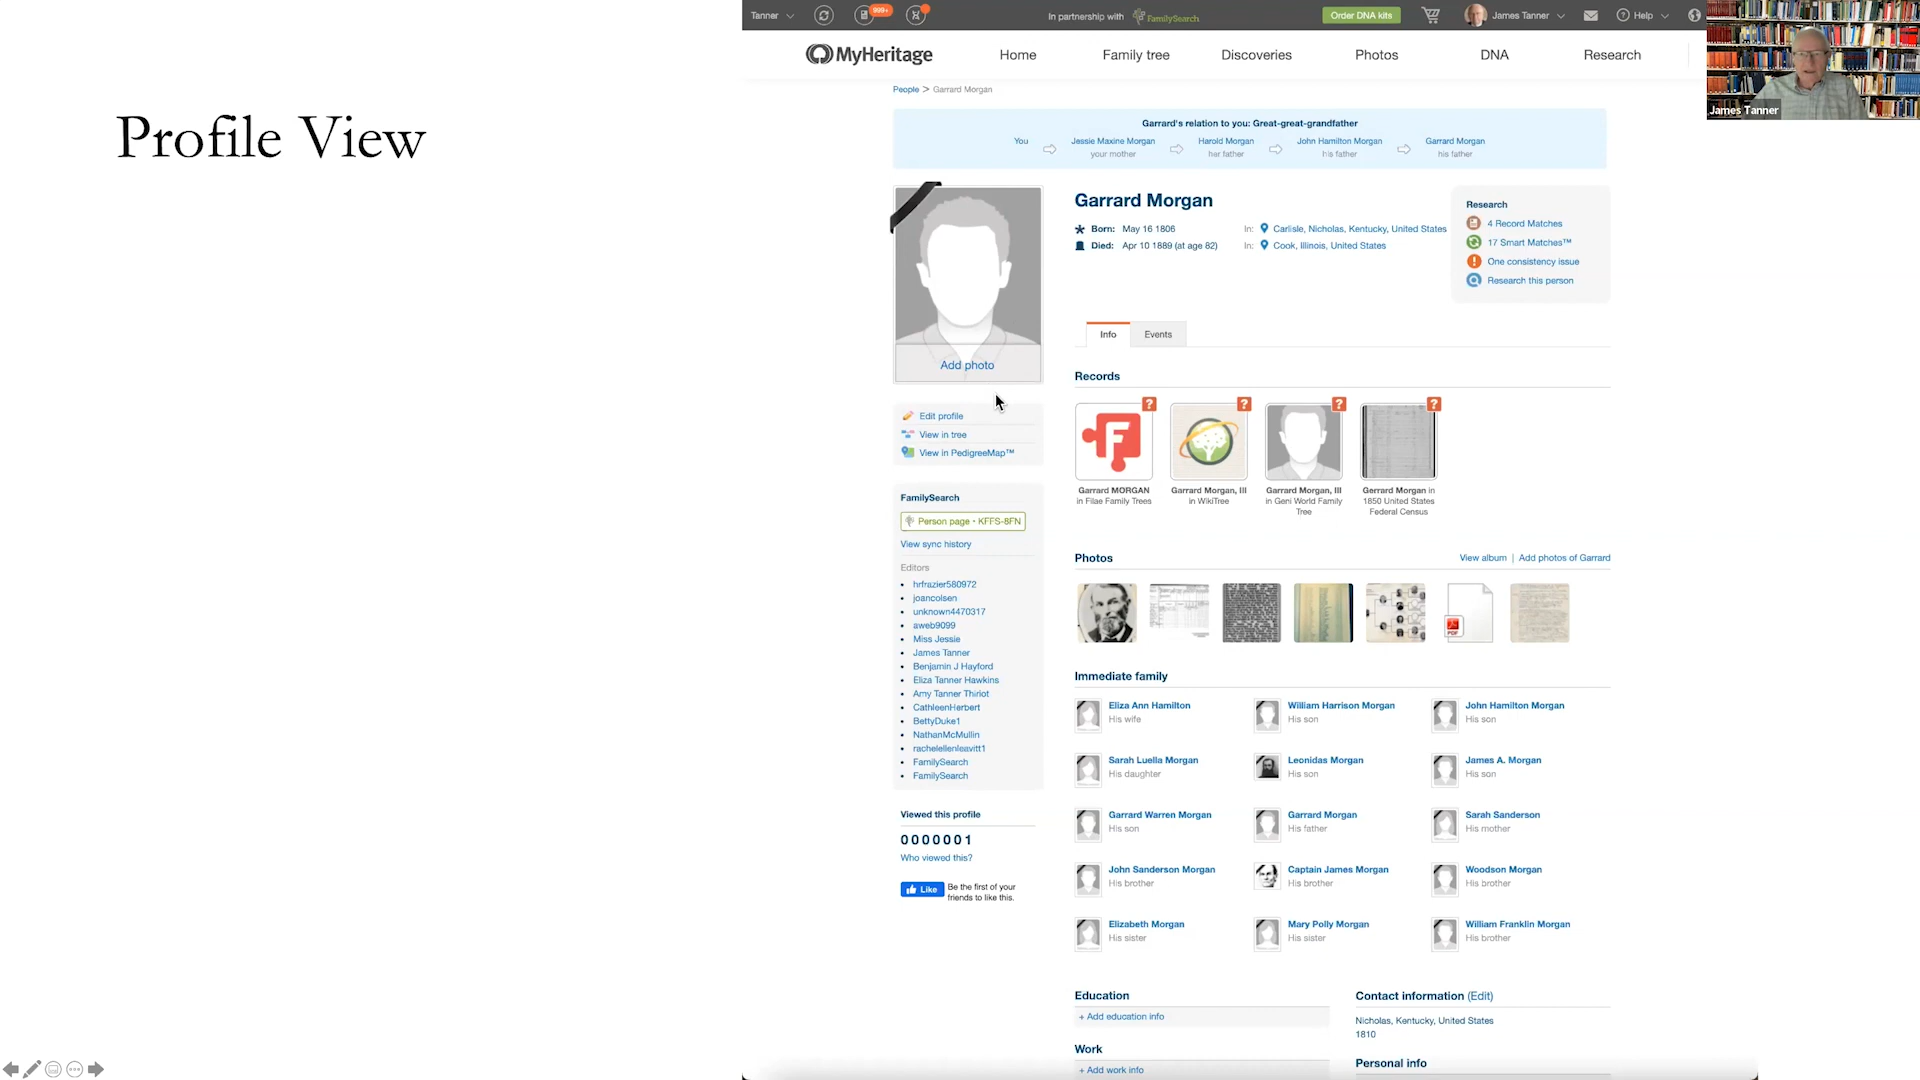 Profile View
Tanner
999+
In partnership with FamilySearch
Order DNA kits
James Tanner
Help
MyHeritage
Home
Family tree
Discoveries
Photos
DNA
Research
James Tanner
People > Garrard Morgan
Garrard's relation to you: Great-great-grandfather
You
Jessie Maxine Morgan
your mother
Harold Morgan
her father
John Hamilton Morgan
his father
Garrard Morgan
his father
Add photo
Garrard Morgan
Born: May 16 1806 In: Carlisle, Nicholas, Kentucky, United States
Died: Apr 10 1889 (at age 82) In: Cook, Illinois, United States
Research
4 Record Matches
17 Smart Matches™
One consistency issue
Research this person
Info
Events
Edit profile
View in tree
View in PedigreeMap™
FamilySearch
Person page • KFFS-8FN
View sync history
Editors
hrfrazier580972
joancolsen
unknown4470317
aweb9099
Miss Jessie
James Tanner
Benjamin J Hayford
Eliza Tanner Hawkins
Amy Tanner Thiriot
CathleenHerbert
BettyDuke1
NathanMcMullin
rachelellenleavitt1
FamilySearch
FamilySearch
Viewed this profile
0000001
Who viewed this?
Like
Be the first of your
friends to like this.
Records
?
?
?
?
Garrard MORGAN
in Filae Family Trees
Garrard Morgan, III
in WikiTree
Garrard Morgan, III
in Geni World Family
Tree
Gerrard Morgan in
1850 United States
Federal Census
Photos
View album | Add photos of Garrard
PDF
Immediate family
Eliza Ann Hamilton
His wife
William Harrison Morgan
His son
John Hamilton Morgan
His son
Sarah Luella Morgan
His daughter
Leonidas Morgan
His son
James A. Morgan
His son
Garrard Warren Morgan
His son
Garrard Morgan
His father
Sarah Sanderson
His mother
John Sanderson Morgan
His brother
Captain James Morgan
His brother
Woodson Morgan
His brother
Elizabeth Morgan
His sister
Mary Polly Morgan
His sister
William Franklin Morgan
His brother
Education
+ Add education info
Work
+ Add work info
Contact information (Edit)
Nicholas, Kentucky, United States
1810
Personal info